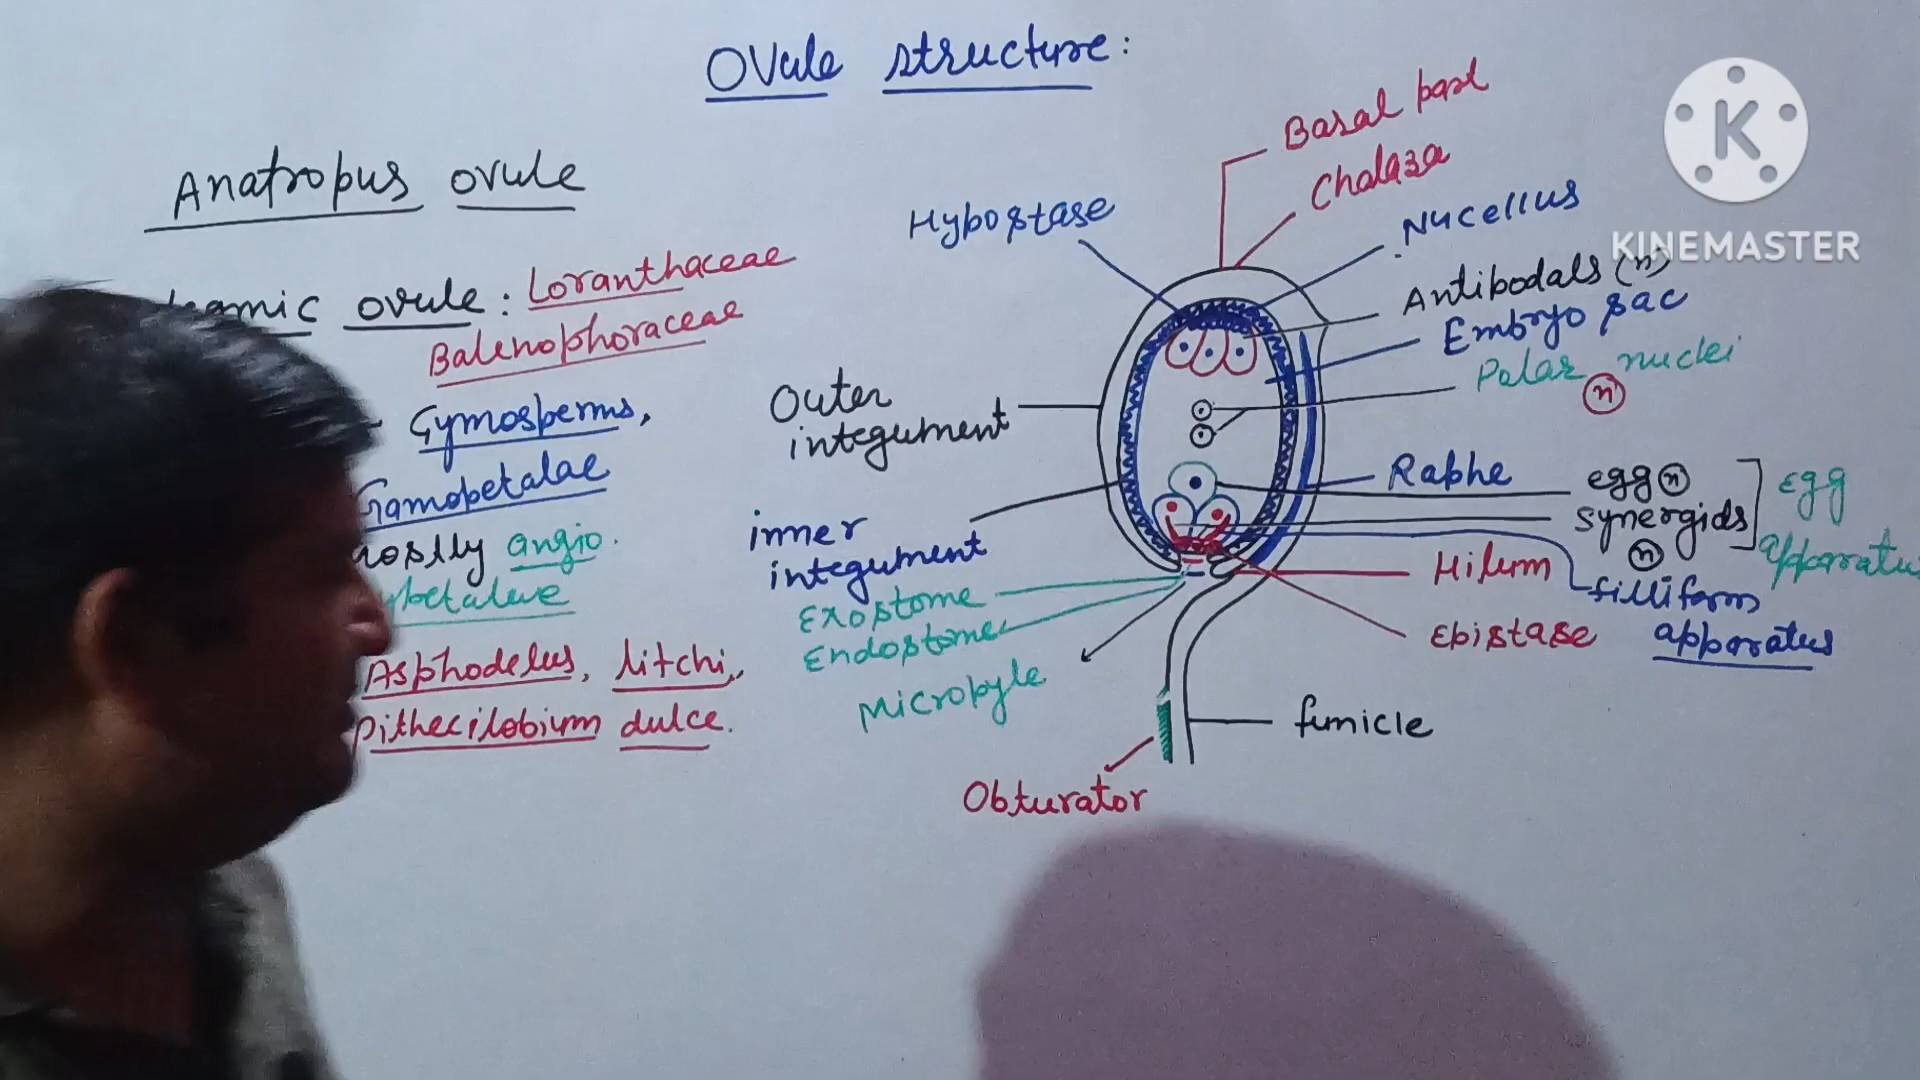 Ovule structure:
Anatropus ovule
ovule: Loranthaceae
Balenophoraceae
Gymosperms,
Gamopetalae
mostlly angio.
Asphodelus, litchi,
pithecilobium dulce.
Basal part
Chalaza
Hypostase
Nucellus
Antipodals (n)
Embryo sac
Polar nuclei
n
Outer
integument
Raphe
egg n
synergids
n
egg
apparatus
inner
integument
Hilum
filliform
apparatus
Exostome
Endostome
Epistase
Micropyle
funicle
Obturator
K
KINEMASTER